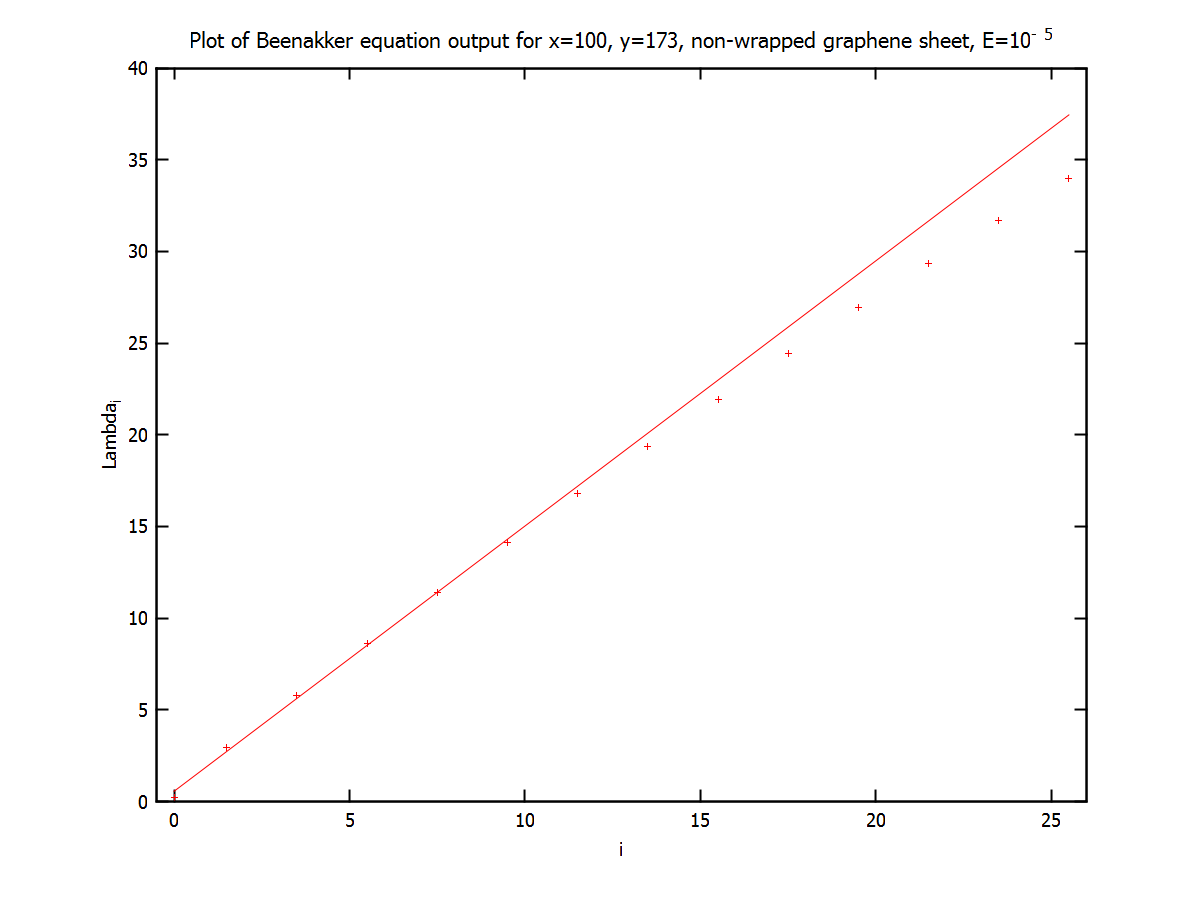 Plot of Beenakker equation output for x=100, y=173, non-wrapped graphene sheet, E=10- 5
40
35
30
25
20
15
10
5
0
Lambdai
0 5 10 15 20 25
i